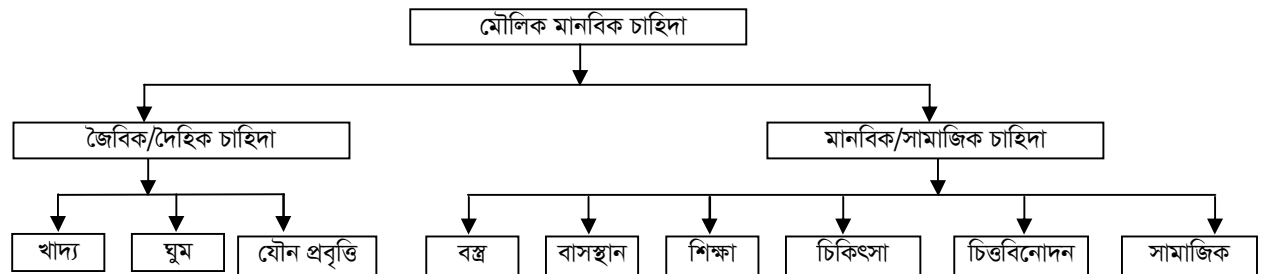 মৌলিক মানবিক চাহিদা
জৈবিক/দৈহিক চাহিদা
মানবিক/সামাজিক চাহিদা
খাদ্য
ঘুম
যৌন প্রবৃত্তি
বস্ত্র
বাসস্থান
শিক্ষা
চিকিৎসা
চিত্তবিনোদন
সামাজিক